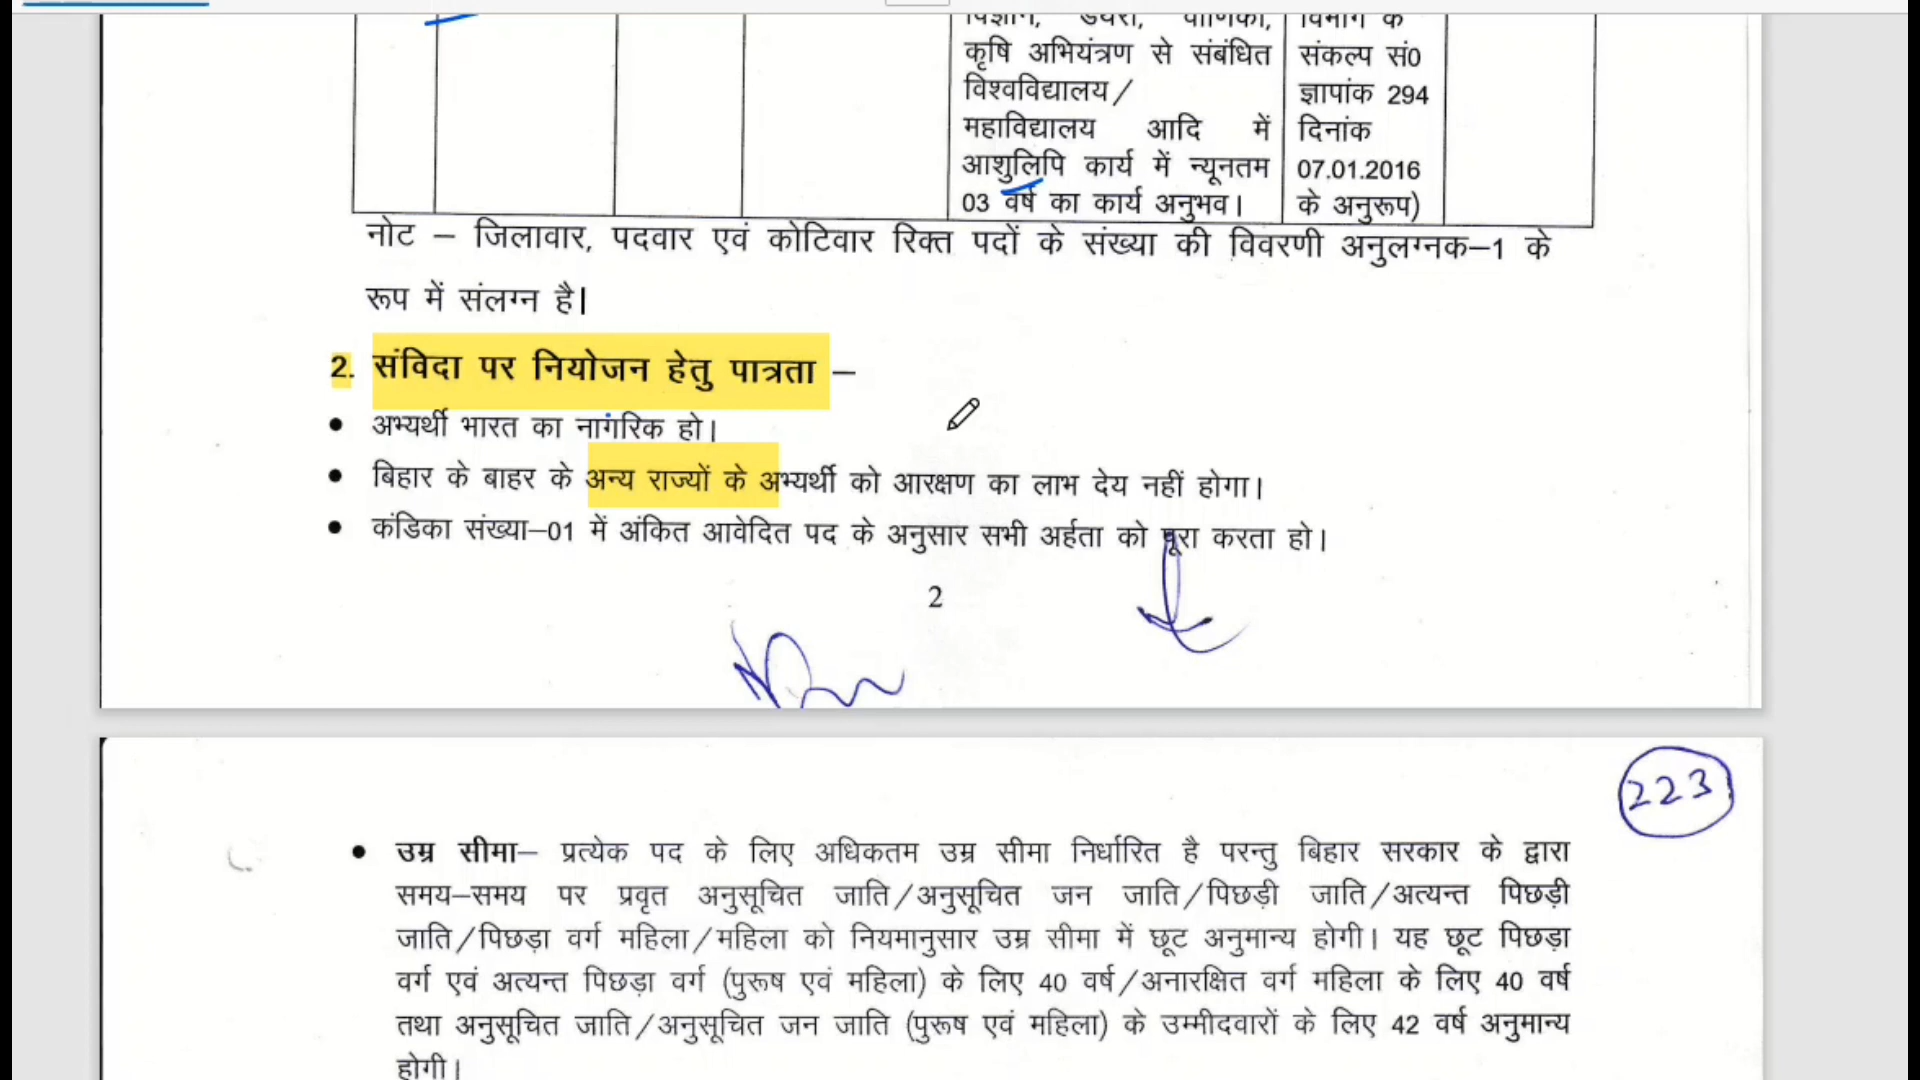 विज्ञान, डेयरी, वाणिकी, विभाग के
कृषि अभियंत्रण से संबंधित संकल्प सं0
विश्वविद्यालय/ ज्ञापांक 294
महाविद्यालय आदि में दिनांक
आशुलिपि कार्य में न्यूनतम 07.01.2016
03 वर्ष का कार्य अनुभव। के अनुरूप)
नोट – जिलावार, पदवार एवं कोटिवार रिक्त पदों के संख्या की विवरणी अनुलग्नक–1 के
रूप में संलग्न है।
2. संविदा पर नियोजन हेतु पात्रता –
• अभ्यर्थी भारत का नागरिक हो।
• बिहार के बाहर के अन्य राज्यों के अभ्यर्थी को आरक्षण का लाभ देय नहीं होगा।
• कंडिका संख्या–01 में अंकित आवेदित पद के अनुसार सभी अर्हता को पूरा करता हो।
2
223
• उम्र सीमा– प्रत्येक पद के लिए अधिकतम उम्र सीमा निर्धारित है परन्तु बिहार सरकार के द्वारा
समय–समय पर प्रवृत अनुसूचित जाति/अनुसूचित जन जाति/पिछड़ी जाति/अत्यन्त पिछड़ी
जाति/पिछड़ा वर्ग महिला/महिला को नियमानुसार उम्र सीमा में छूट अनुमान्य होगी। यह छूट पिछड़ा
वर्ग एवं अत्यन्त पिछड़ा वर्ग (पुरूष एवं महिला) के लिए 40 वर्ष/अनारक्षित वर्ग महिला के लिए 40 वर्ष
तथा अनुसूचित जाति/अनुसूचित जन जाति (पुरूष एवं महिला) के उम्मीदवारों के लिए 42 वर्ष अनुमान्य
होगी।